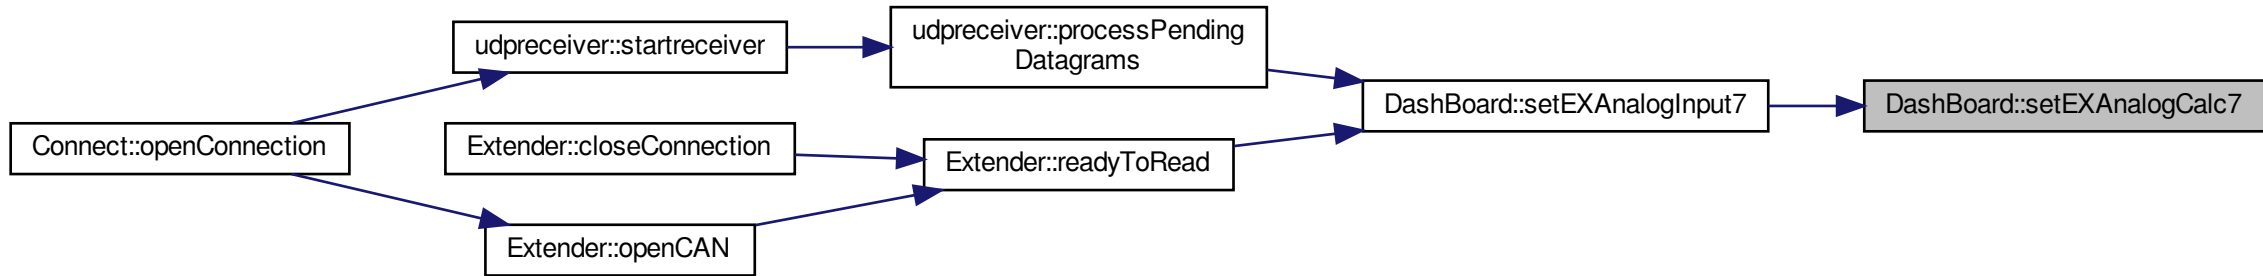 udpreceiver::startreceiver
udpreceiver::processPending
Datagrams
DashBoard::setEXAnalogInput7
DashBoard::setEXAnalogCalc7
Connect::openConnection
Extender::closeConnection
Extender::readyToRead
Extender::openCAN